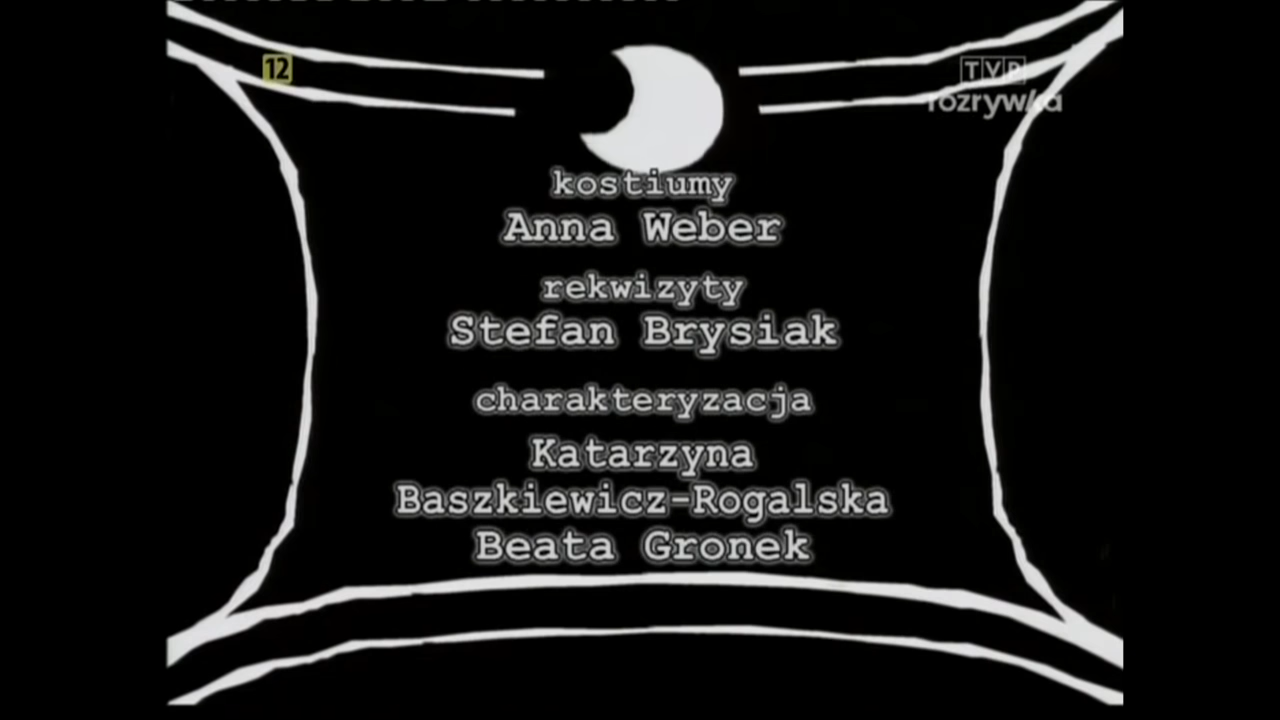 12
TVP
rozrywka
kostiumy
Anna Weber
rekwizyty
Stefan Brysiak
charakteryzacja
Katarzyna
Baszkiewicz-Rogalska
Beata Gronek